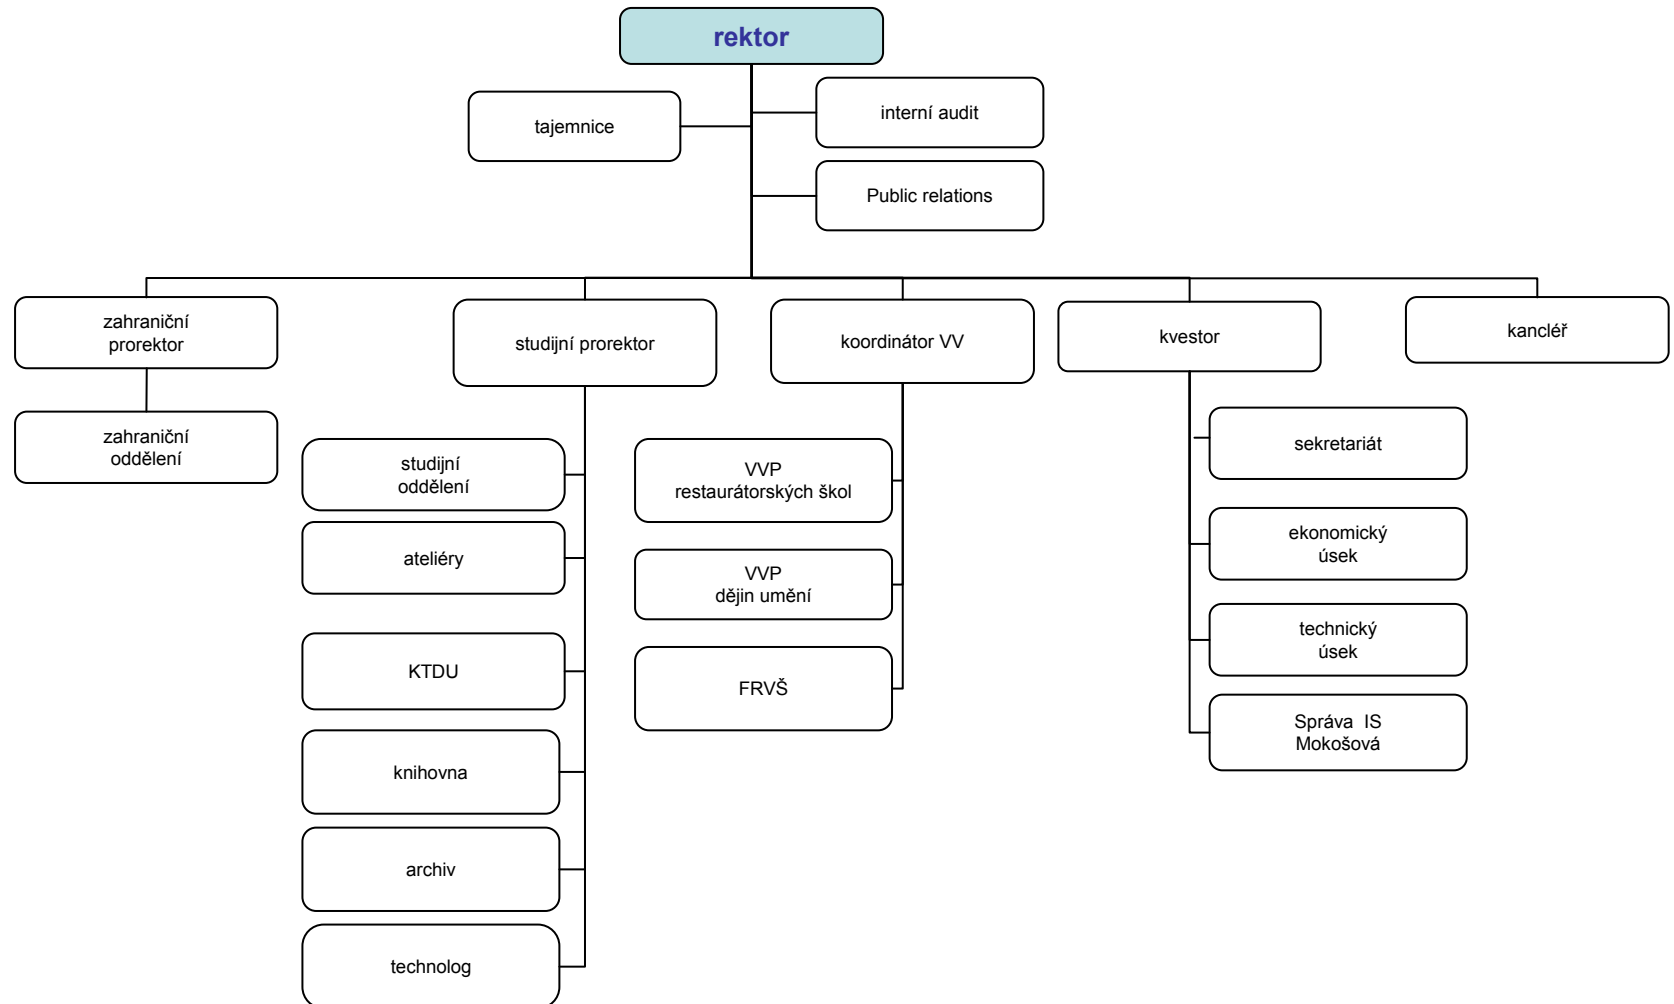 rektor
tajemnice
interní audit
Public relations
zahraniční
prorektor
studijní prorektor
koordinátor VV
kvestor
kancléř
zahraniční
oddělení
studijní
oddělení
ateliéry
KTDU
knihovna
archiv
technolog
VVP
restaurátorských škol
VVP
dějin umění
FRVŠ
sekretariát
ekonomický
úsek
technický
úsek
Správa  IS
Mokošová